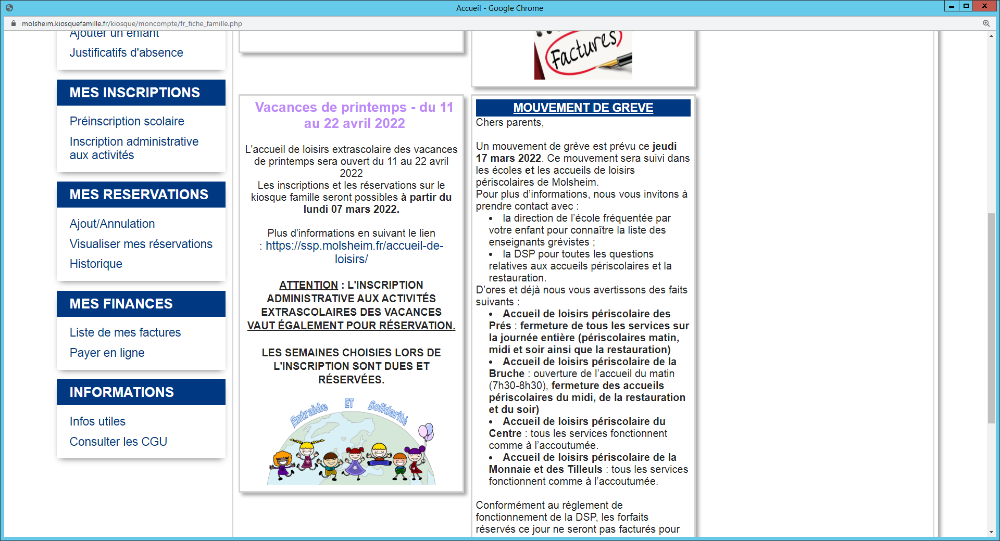 Accueil - Google Chrome
molsheim.kiosquefamille.fr/kiosque/moncompte/fr_fiche_famille.php
Ajouter un enfant
Justificatifs d'absence
MES INSCRIPTIONS
Préinscription scolaire
Inscription administrative
aux activités
MES RESERVATIONS
Ajout/Annulation
Visualiser mes réservations
Historique
MES FINANCES
Liste de mes factures
Payer en ligne
INFORMATIONS
Infos utiles
Consulter les CGU
Vacances de printemps - du 11
au 22 avril 2022
L'accueil de loisirs extrascolaire des vacances
de printemps sera ouvert du 11 au 22 avril
2022
Les inscriptions et les réservations sur le
kiosque famille seront possibles à partir du
lundi 07 mars 2022.
Plus d'informations en suivant le lien
: https://ssp.molsheim.fr/accueil-de-
loisirs/
ATTENTION : L'INSCRIPTION
ADMINISTRATIVE AUX ACTIVITÉS
EXTRASCOLAIRES DES VACANCES
VAUT ÉGALEMENT POUR RÉSERVATION.
LES SEMAINES CHOISIES LORS DE
L'INSCRIPTION SONT DUES ET
RÉSERVÉES.
Entraide ET Solidarité
Factures
MOUVEMENT DE GREVE
Chers parents,
Un mouvement de grève est prévu ce jeudi
17 mars 2022. Ce mouvement sera suivi dans
les écoles et les accueils de loisirs
périscolaires de Molsheim.
Pour plus d’informations, nous vous invitons à
prendre contact avec :
• la direction de l’école fréquentée par
votre enfant pour connaître la liste des
enseignants grévistes ;
• la DSP pour toutes les questions
relatives aux accueils périscolaires et la
restauration.
D’ores et déjà nous vous avertissons des faits
suivants :
• Accueil de loisirs périscolaire des
Prés : fermeture de tous les services sur
la journée entière (périscolaires matin,
midi et soir ainsi que la restauration)
• Accueil de loisirs périscolaire de la
Bruche : ouverture de l’accueil du matin
(7h30-8h30), fermeture des accueils
périscolaires du midi, de la restauration
et du soir)
• Accueil de loisirs périscolaire du
Centre : tous les services fonctionnent
comme à l’accoutumée.
• Accueil de loisirs périscolaire de la
Monnaie et des Tilleuls : tous les services
fonctionnent comme à l’accoutumée.
Conformément au règlement de
fonctionnement de la DSP, les forfaits
réservés ce jour ne seront pas facturés pour